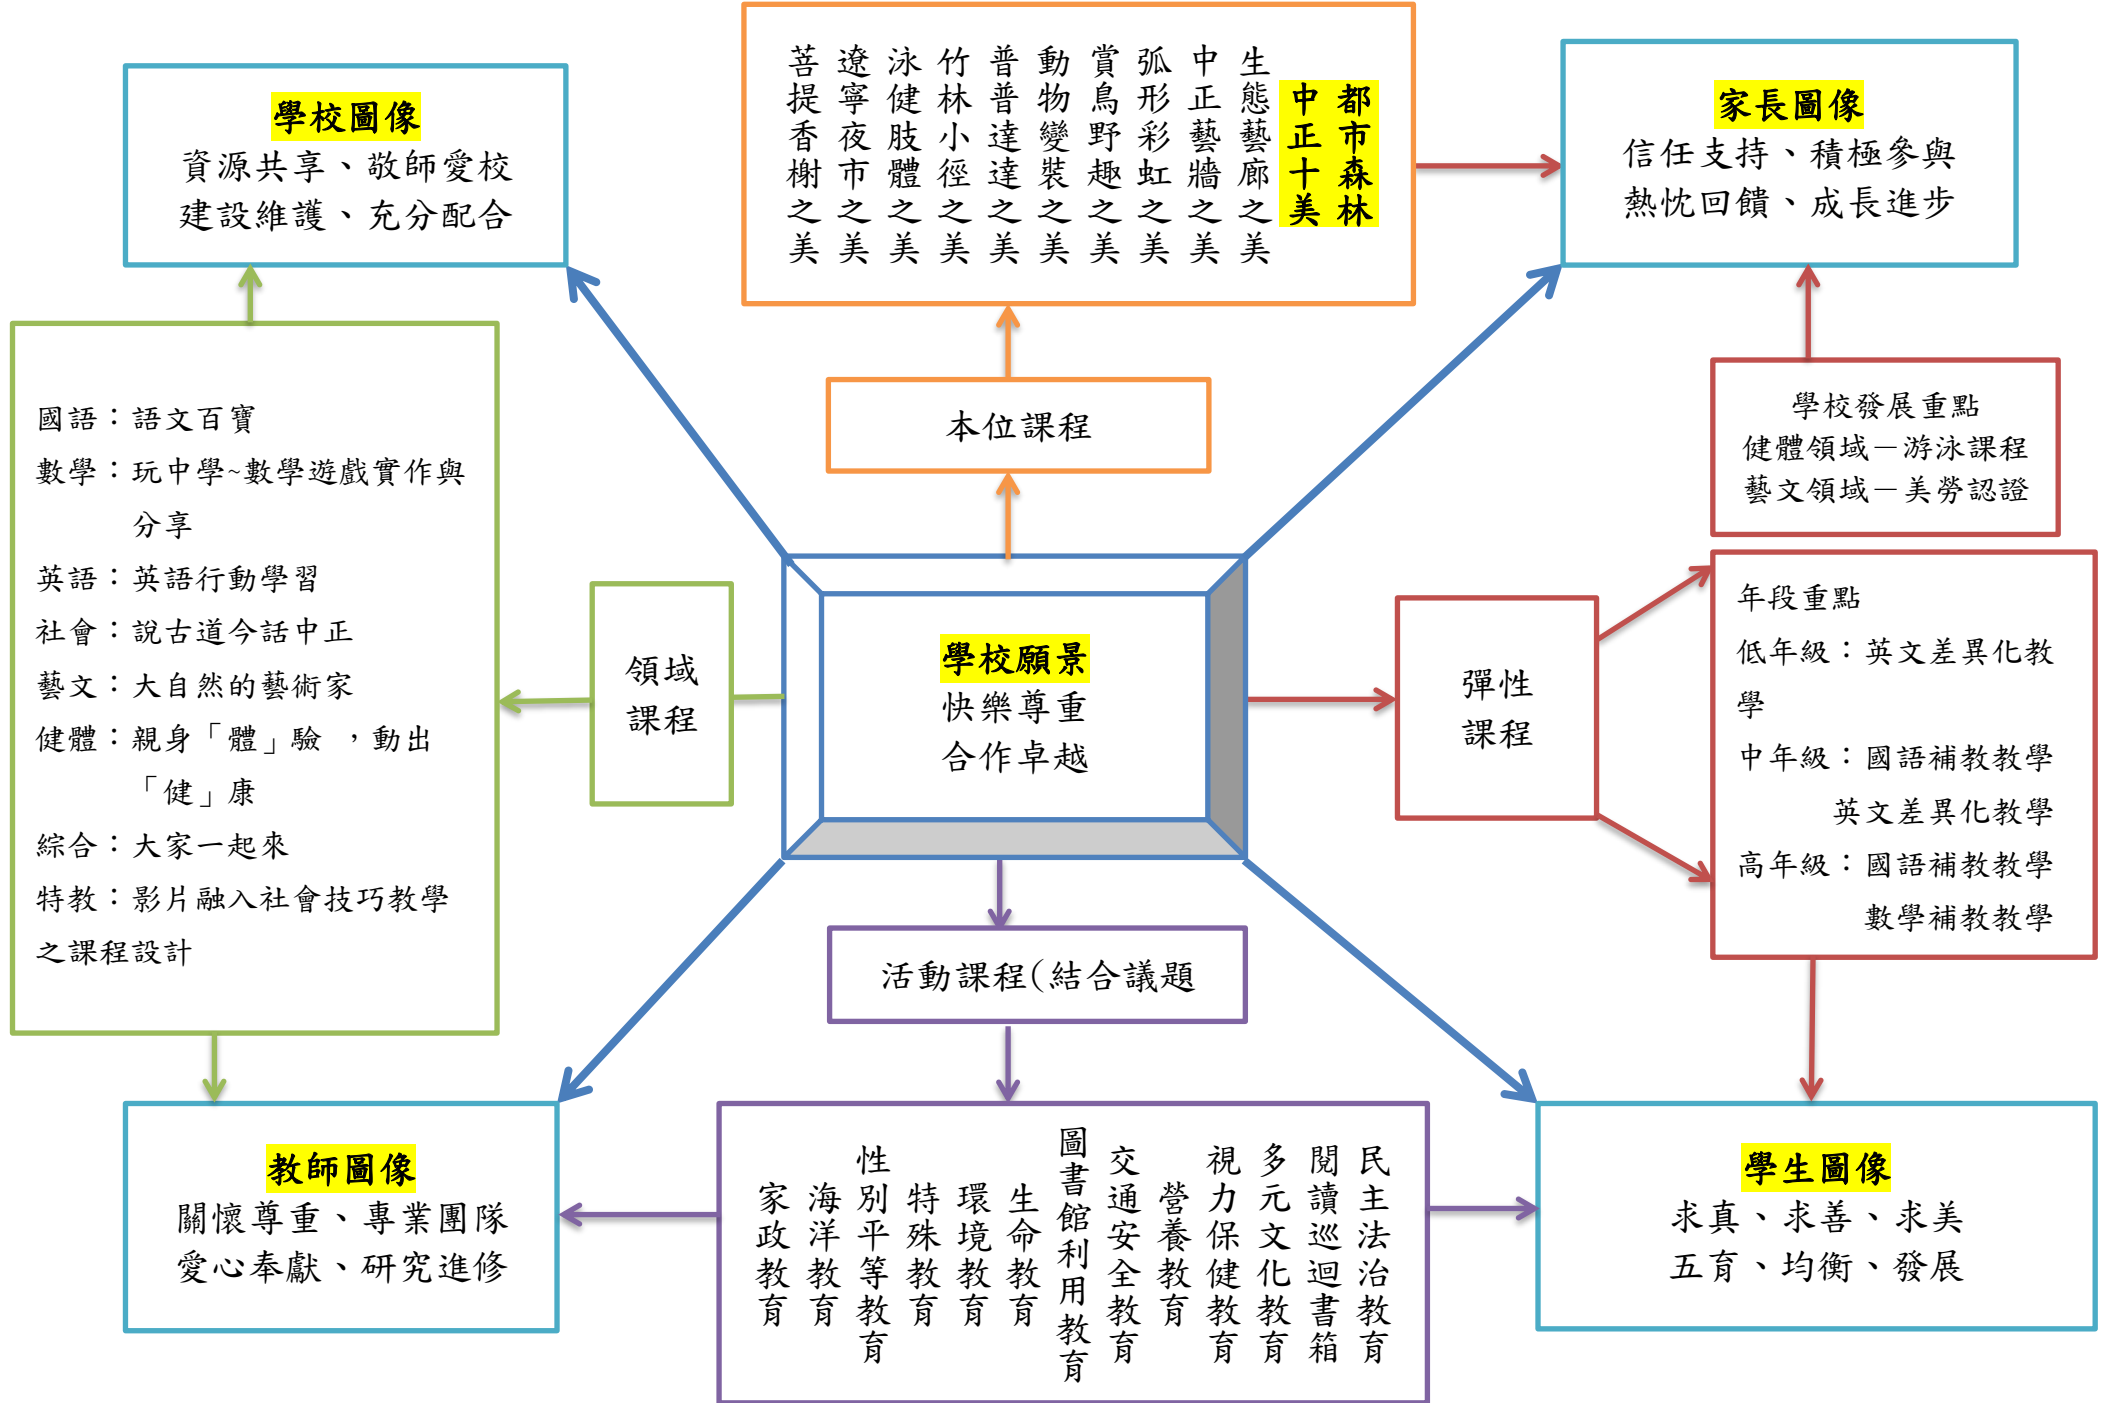 學校圖像
資源共享、敬師愛校
建設維護、充分配合
都市森林
中正十美
生態藝廊之美
中正藝牆之美
弧形彩虹之美
賞鳥野趣之美
動物變裝之美
普普達達之美
竹林小徑之美
泳健肢體之美
遼寧夜市之美
菩提香榭之美
家長圖像
信任支持、積極參與
熱忱回饋、成長進步
本位課程
學校發展重點
健體領域－游泳課程
藝文領域－美勞認證
國語：語文百寶
數學：玩中學~數學遊戲實作與
分享
英語：英語行動學習
社會：說古道今話中正
藝文：大自然的藝術家
健體：親身「體」驗 ，動出
「健」康
綜合：大家一起來
特教：影片融入社會技巧教學
之課程設計
領域
課程
學校願景
快樂尊重
合作卓越
彈性
課程
年段重點
低年級：英文差異化教
學
中年級：國語補教教學
英文差異化教學
高年級：國語補教教學
數學補教教學
活動課程(結合議題
教師圖像
關懷尊重、專業團隊
愛心奉獻、研究進修
民主法治教育
閱讀巡迴書箱
多元文化教育
視力保健教育
營養教育
交通安全教育
圖書館利用教育
生命教育
環境教育
特殊教育
性別平等教育
海洋教育
家政教育
學生圖像
求真、求善、求美
五育、均衡、發展